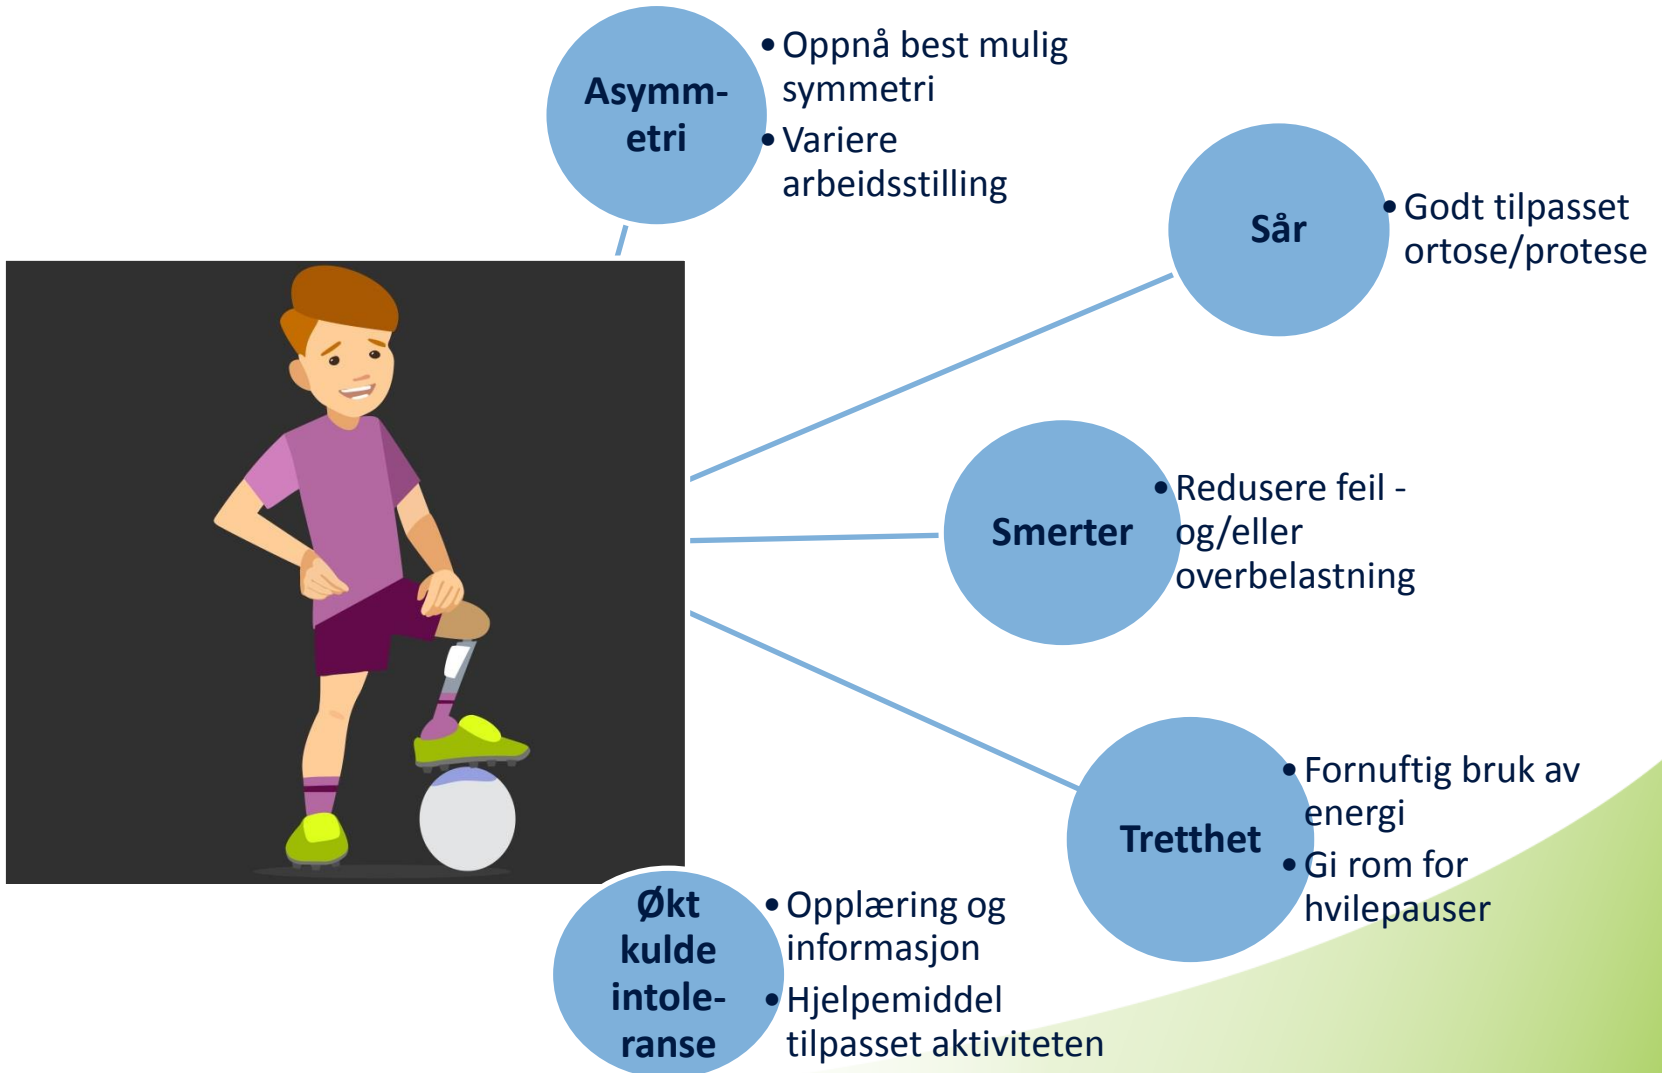 Asymm-
etri
• Oppnå best mulig
symmetri
• Variere
arbeidsstilling
Sår
• Godt tilpasset
ortose/protese
Smerter
• Redusere feil -
og/eller
overbelastning
Tretthet
• Fornuftig bruk av
energi
• Gi rom for
hvilepauser
Økt
kulde
intole-
ranse
• Opplæring og
informasjon
• Hjelpemiddel
tilpasset aktiviteten